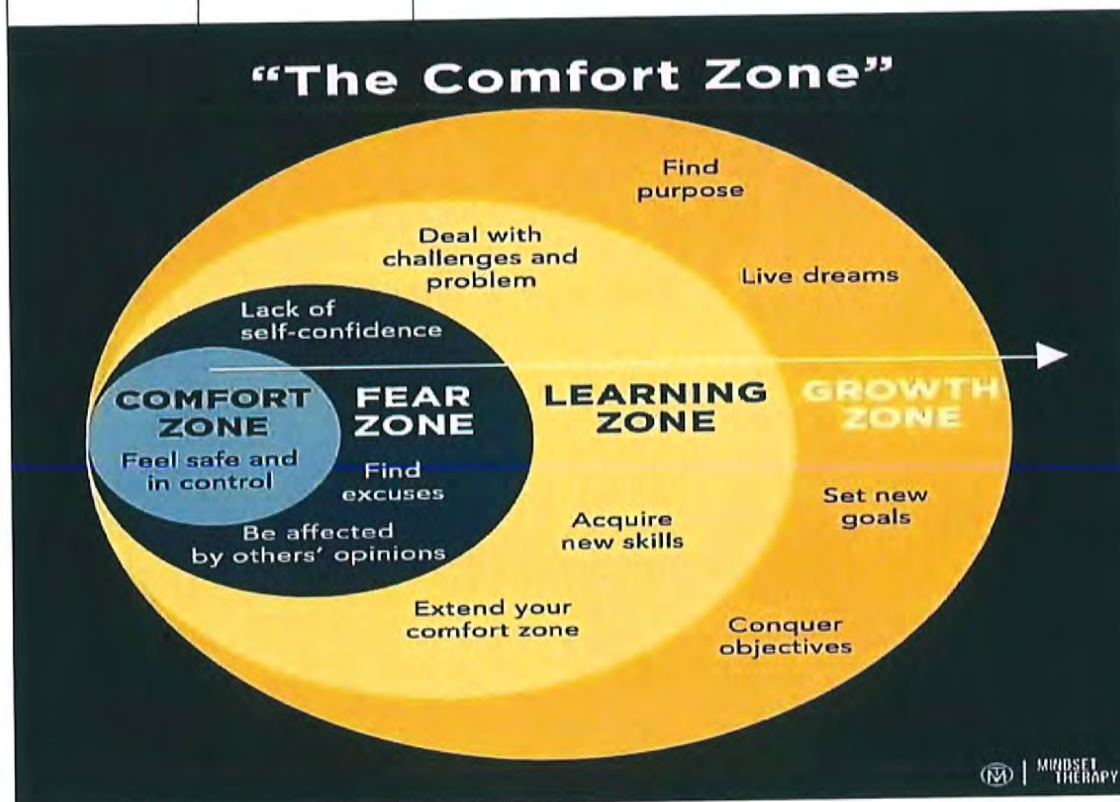 “The Comfort Zone”
Find
purpose
Deal with
challenges and
problem
Live dreams
Lack of
self-confidence
COMFORT
ZONE
Feel safe and
in control
FEAR
ZONE
Find
excuses
Be affected
by others’ opinions
LEARNING
ZONE
Acquire
new skills
Extend your
comfort zone
GROWTH
ZONE
Set new
goals
Conquer
objectives
MINDSET
THERAPY